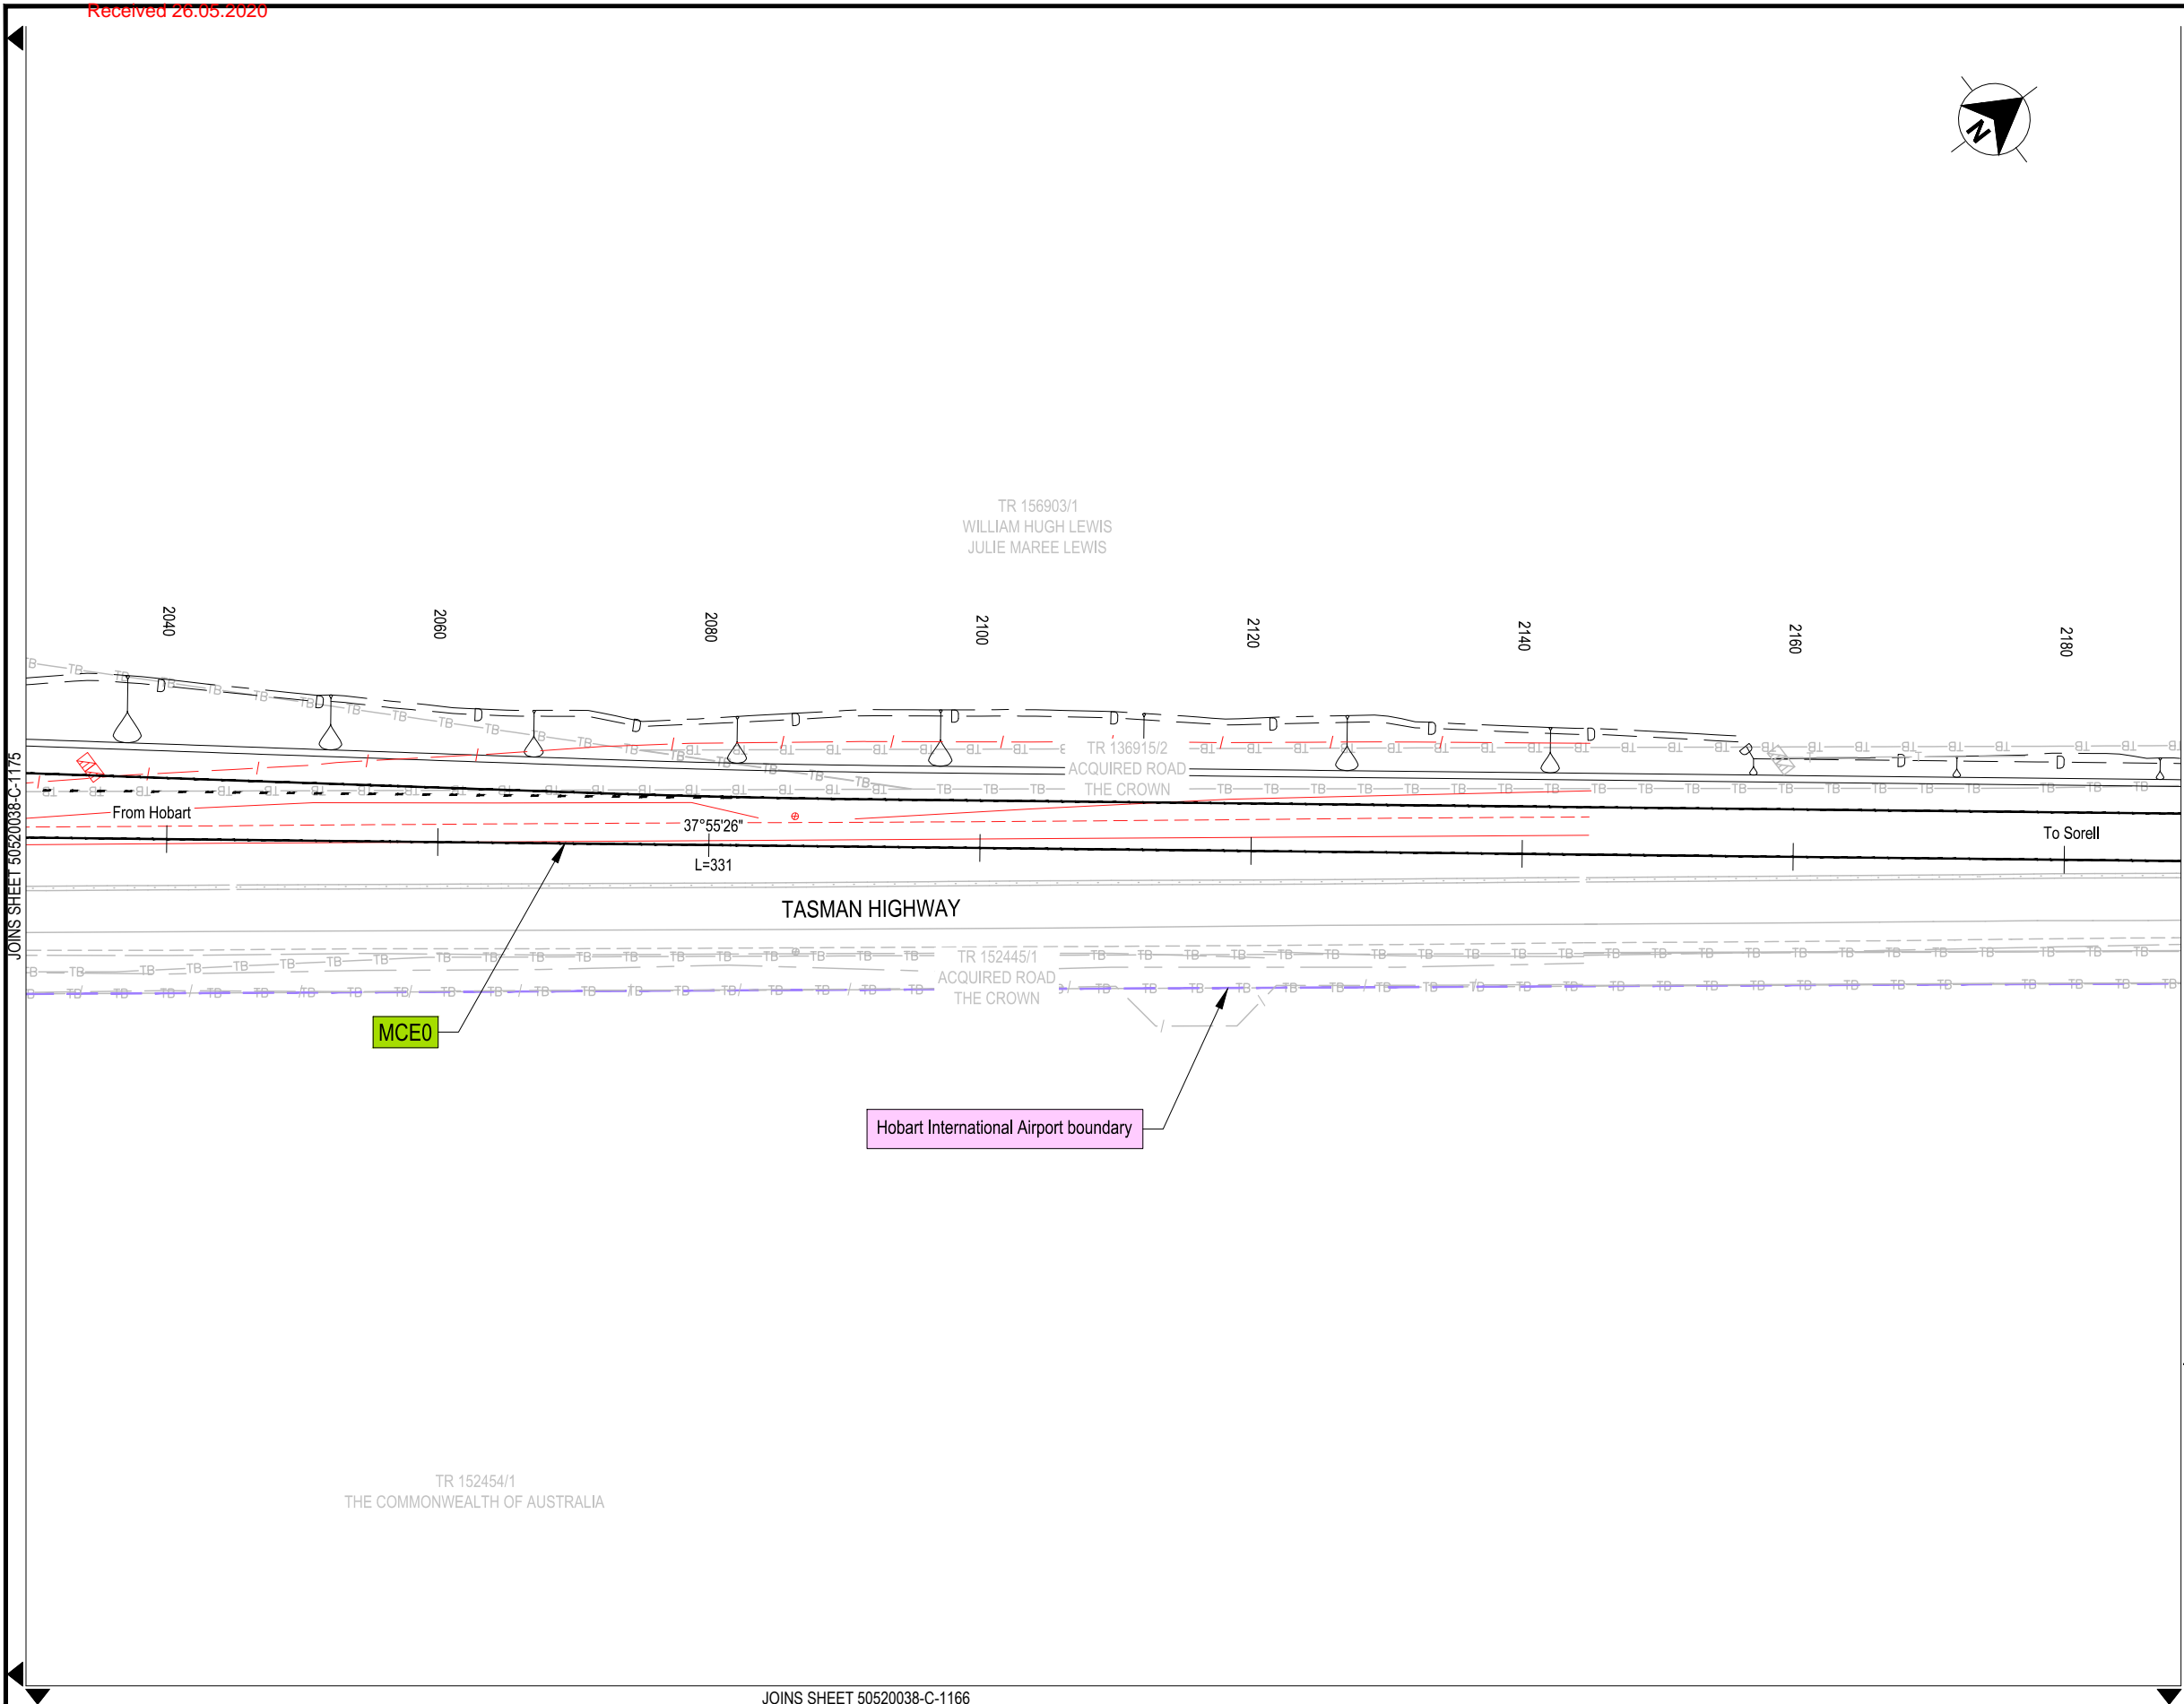 Received 26.05.2020
N
TR 156903/1
WILLIAM HUGH LEWIS
JULIE MAREE LEWIS
2040
2060
2080
2100
2120
2140
2160
2180
TR 136915/2
ACQUIRED ROAD
THE CROWN
JOINS SHEET 50520038-C-1175
From Hobart
37°55'26"
L=331
To Sorell
TASMAN HIGHWAY
TR 152445/1
ACQUIRED ROAD
THE CROWN
MCE0
Hobart International Airport boundary
TR 152454/1
THE COMMONWEALTH OF AUSTRALIA
JOINS SHEET 50520038-C-1166